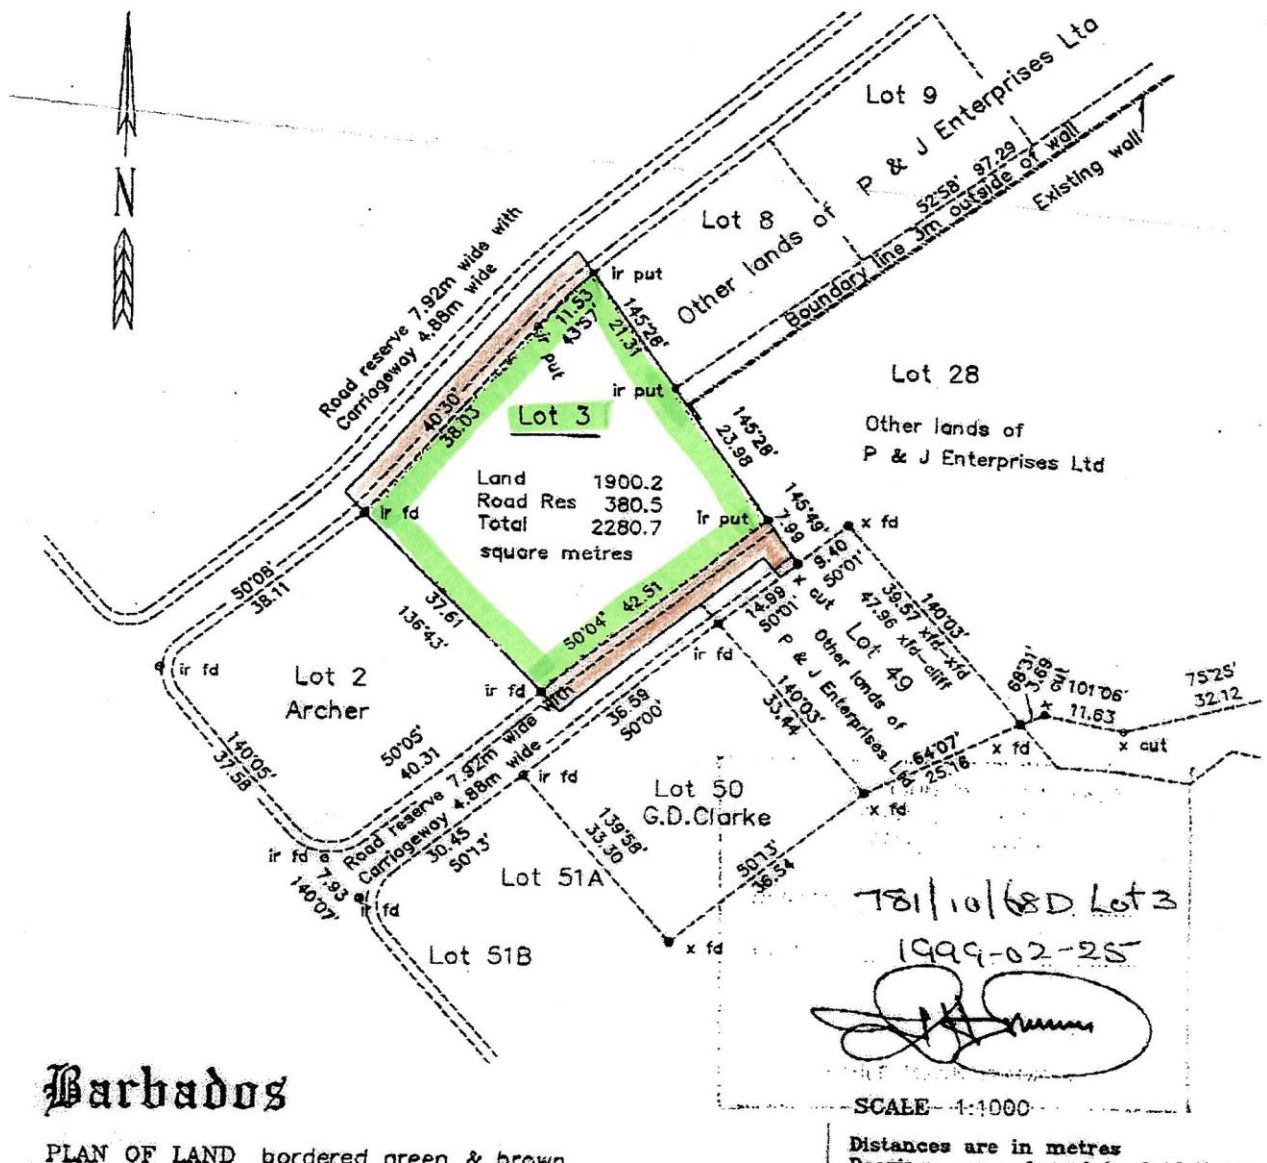 N
Lot 9
P & J Enterprises Ltd
Lot 8
Other lands of
52°58' 97.29
Boundary line 3m outside of wall
Existing wall
Road reserve 7.92m wide with
Carriageway 4.88m wide
ir put
11.53
43°57'
ir put
145°28'
21.31
ir put
40°30'
38.03
Lot 3
Land 1900.2
Road Res 380.5
Total 2280.7
square metres
Lot 28
Other lands of
P & J Enterprises Ltd
145°28'
23.98
ir fd
ir put
145°49'
7.99
x fd
9.40
50°01'
x cut
14.99
50°01'
50°08'
38.11
37.61
136°43'
50°04' 42.51
ir fd
Lot 2
Archer
ir fd
ir fd
Lot 49
Other lands of
P & J Enterprises Ltd
140°03'
39.57 xfd-xfd
47.96 xfd-cliff
68°31'
3.69
x cut
101°06'
11.63
75°25'
32.12
x fd
x cut
140°03'
33.44
64°07'
25.16
x fd
36.59
50°00'
50°05'
40.31
140°05'
37.58
Road reserve 7.92m wide with
Carriageway 4.88m wide
ir fd
Lot 50
G.D.Clarke
30.45
50°13'
ir fd
7.93
140°07'
ir fd
139°58'
33.30
50°13'
36.54
Lot 51A
Lot 51B
x fd
781/10/68D Lot 3
1999-02-25
Barbados
SCALE 1:1000
PLAN OF LAND bordered green & brown
Distances are in metres